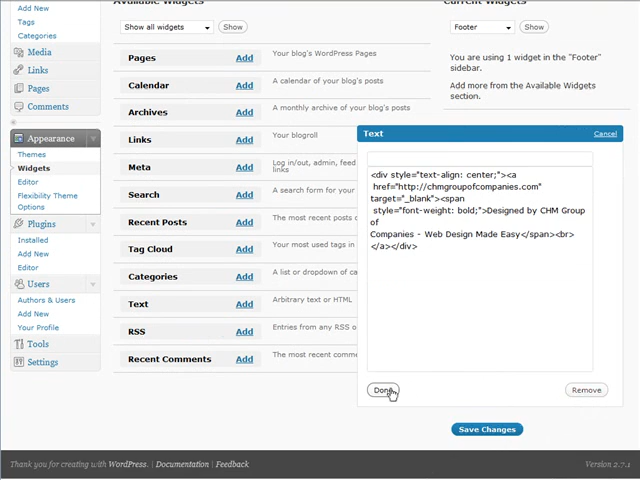 Add New
Tags
Categories
Media
Links
Pages
Comments
Appearance
Themes
Widgets
Editor
Flexibility Theme
Options
Plugins
Installed
Add New
Editor
Users
Authors & Users
Add New
Your Profile
Tools
Settings
Available Widgets
Show all widgets
Show
Pages Add Your blog's WordPress Pages
Calendar Add A calendar of your blog's posts
Archives Add A monthly archive of your blog's posts
Links Add Your blogroll
Meta Add Log in/out, admin, feed
links
Search Add A search form for your
Recent Posts Add The most recent posts
Tag Cloud Add Your most used tags in
Categories Add A list or dropdown of ca
Text Add Arbitrary text or HTML
RSS Add Entries from any RSS o
Recent Comments Add The most recent comme
Current Widgets
Footer
Show
You are using 1 widget in the "Footer"
sidebar.
Add more from the Available Widgets
section.
Text Cancel
<div style="text-align: center;"><a
href="http://chmgroupofcompanies.com"
target="_blank"><span
style="font-weight: bold;">Designed by CHM Group
of
Companies - Web Design Made Easy</span><br>
</a></div>
Done
Remove
Save Changes
Thank you for creating with WordPress. | Documentation | Feedback
Version 2.7.1